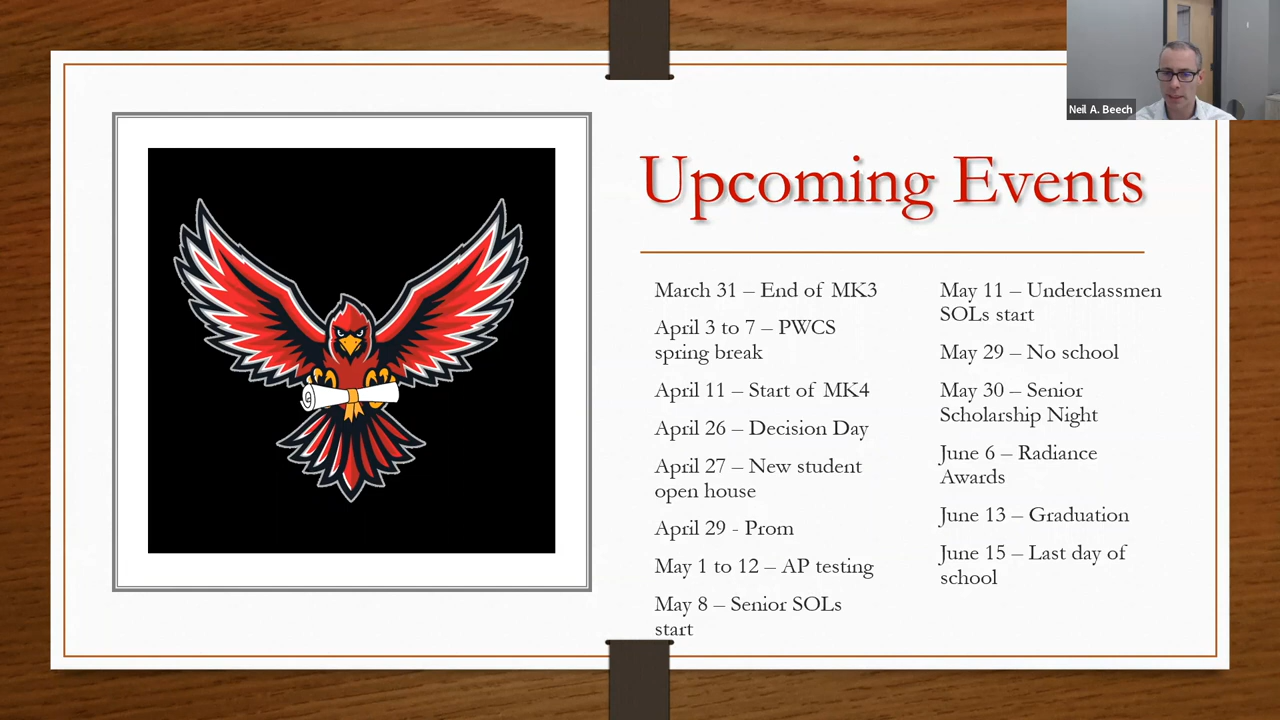 Neil A. Beech
Upcoming Events
March 31 – End of MK3
April 3 to 7 – PWCS
spring break
April 11 – Start of MK4
April 26 – Decision Day
April 27 – New student
open house
April 29 - Prom
May 1 to 12 – AP testing
May 8 – Senior SOLs
start
May 11 – Underclassmen
SOLs start
May 29 – No school
May 30 – Senior
Scholarship Night
June 6 – Radiance
Awards
June 13 – Graduation
June 15 – Last day of
school